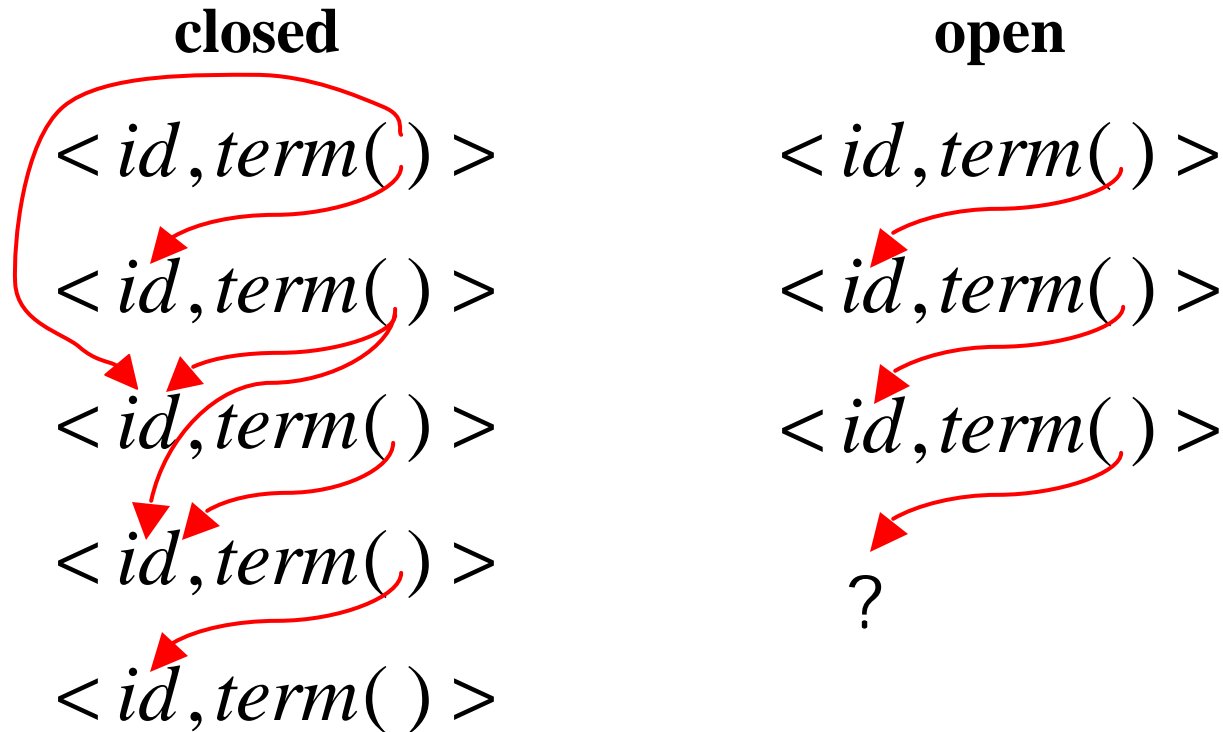 closed
< id , term( ) >
< id , term( ) >
< id , term( ) >
< id , term( ) >
< id , term( ) >
open
< id , term( ) >
< id , term( ) >
< id , term( ) >
?